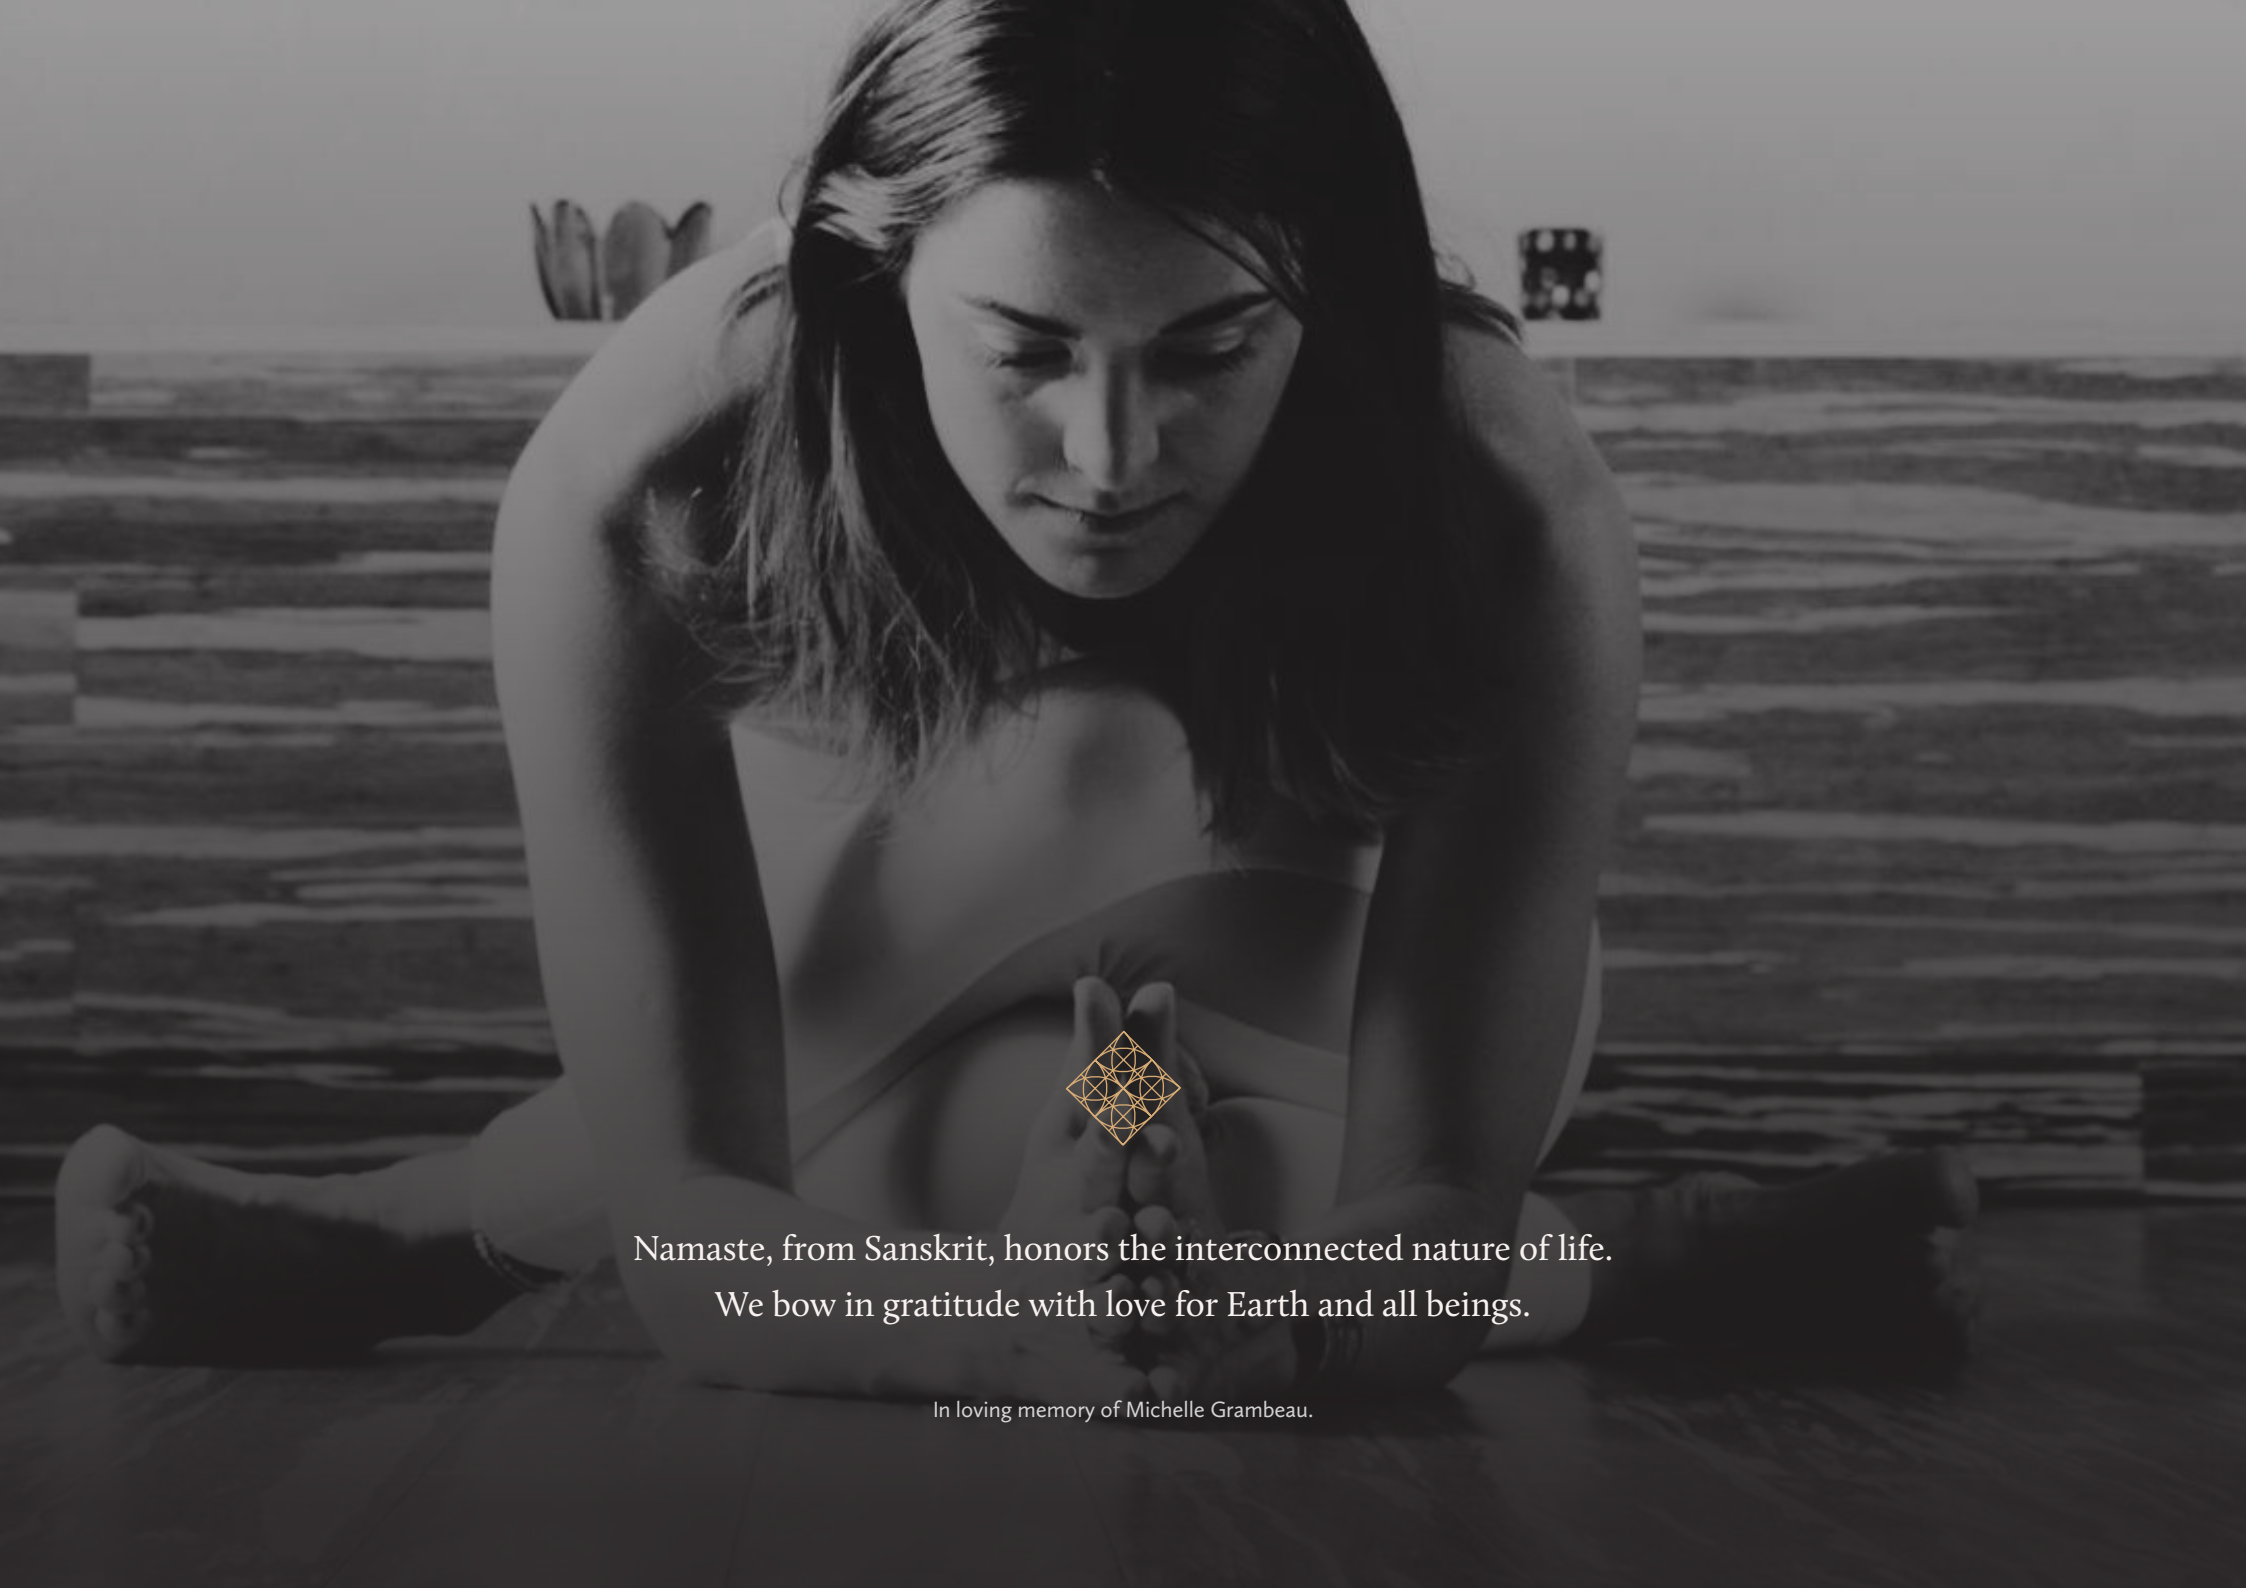 Namaste, from Sanskrit, honors the interconnected nature of life.
We bow in gratitude with love for Earth and all beings.
In loving memory of Michelle Grambeau.